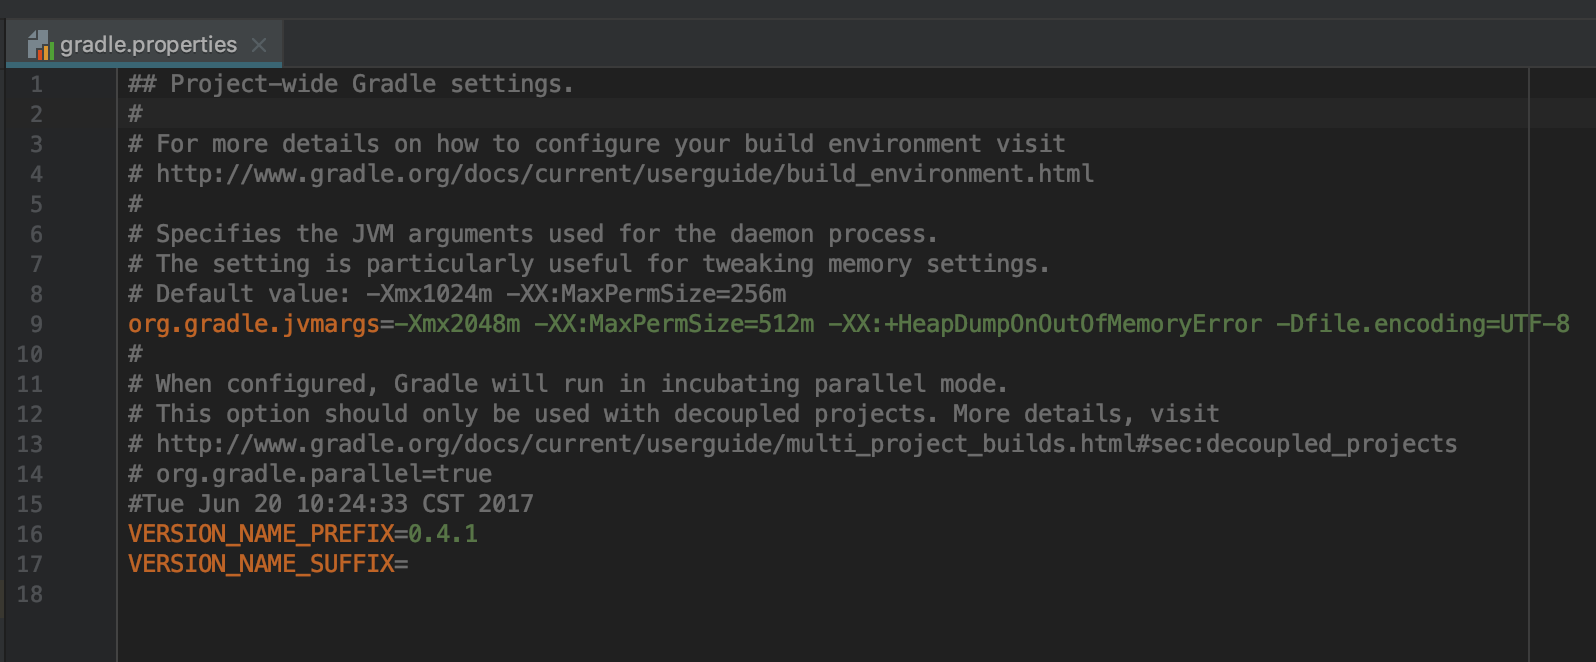 gradle.properties
1 ## Project-wide Gradle settings.
2 #
3 # For more details on how to configure your build environment visit
4 # http://www.gradle.org/docs/current/userguide/build_environment.html
5 #
6 # Specifies the JVM arguments used for the daemon process.
7 # The setting is particularly useful for tweaking memory settings.
8 # Default value: -Xmx1024m -XX:MaxPermSize=256m
9 org.gradle.jvmargs=-Xmx2048m -XX:MaxPermSize=512m -XX:+HeapDumpOnOutOfMemoryError -Dfile.encoding=UTF-8
10 #
11 # When configured, Gradle will run in incubating parallel mode.
12 # This option should only be used with decoupled projects. More details, visit
13 # http://www.gradle.org/docs/current/userguide/multi_project_builds.html#sec:decoupled_projects
14 # org.gradle.parallel=true
15 #Tue Jun 20 10:24:33 CST 2017
16 VERSION_NAME_PREFIX=0.4.1
17 VERSION_NAME_SUFFIX=
18